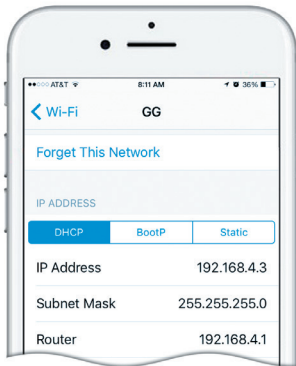 AT&T 8:11 AM 36%
Wi-Fi GG
Forget This Network
IP ADDRESS
DHCP BootP Static
IP Address 192.168.4.3
Subnet Mask 255.255.255.0
Router 192.168.4.1